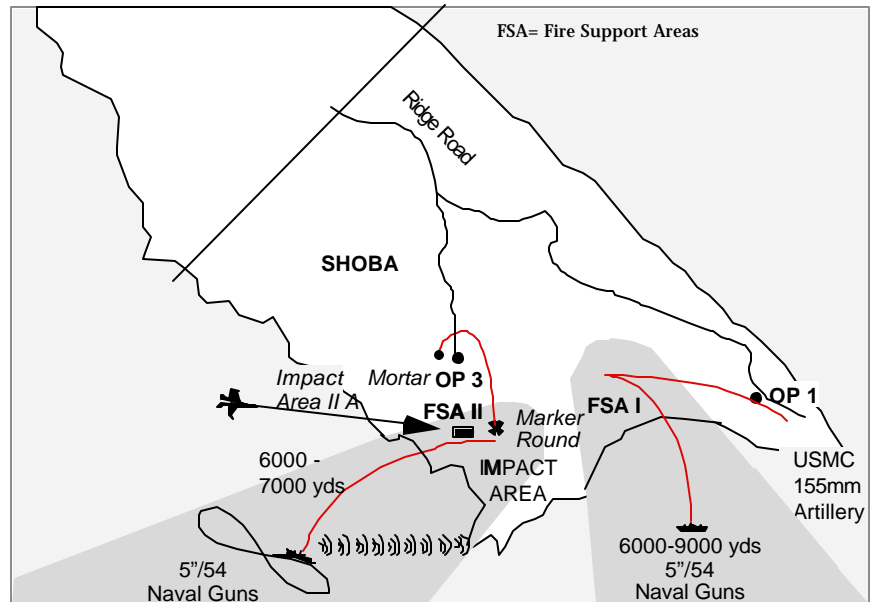 FSA= Fire Support Areas
Ridge Road
SHOBA
Impact
Area II A
Mortar
OP 3
FSA II
Marker
Round
FSA I
OP 1
IMPACT
AREA
6000 -
7000 yds
USMC
155mm
Artillery
5"/54
Naval Guns
6000-9000 yds
5"/54
Naval Guns